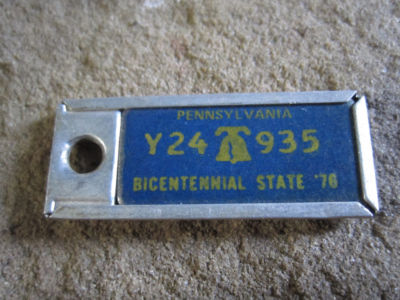 PENNSYLVANIA
Y24 935
BICENTENNIAL STATE '76